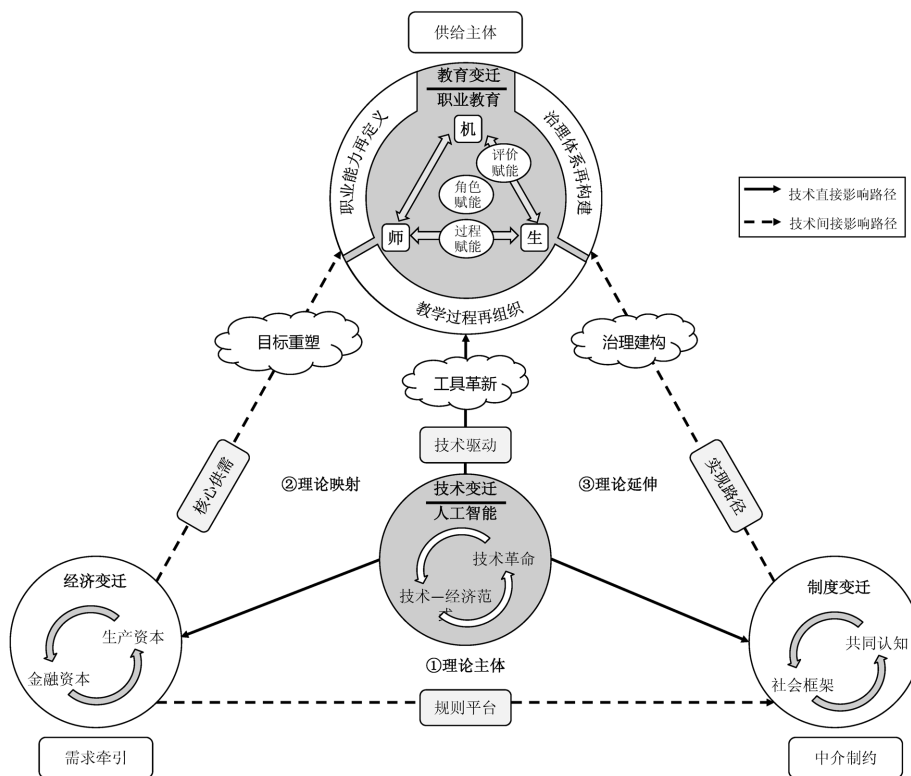 供给主体
教育变迁
职业教育
职业能力再定义
治理体系再构建
教学过程再组织
机
评价
赋能
角色
赋能
师
过程
赋能
生
技术直接影响路径
技术间接影响路径
目标重塑
治理建构
工具革新
技术驱动
核心供需
②理论映射
③理论延伸
实现路径
技术变迁
人工智能
技术革命
技术—经济范
式
经济变迁
生产资本
金融资本
制度变迁
共同认知
社会框架
①理论主体
规则平台
需求牵引
中介制约